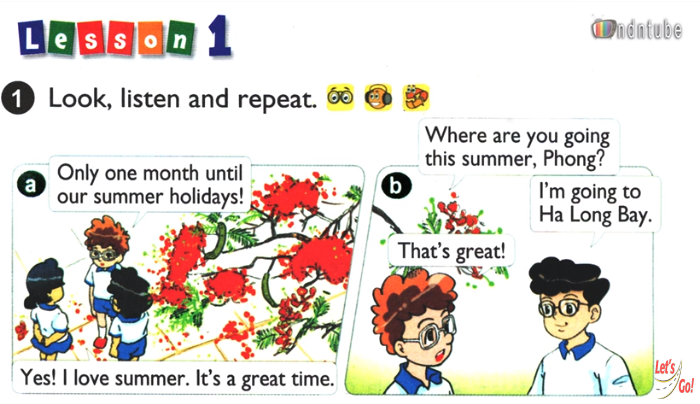 Lesson 1
ndntube
1 Look, listen and repeat.
a
Only one month until
our summer holidays!
Yes! I love summer. It's a great time.
b
Where are you going
this summer, Phong?
I'm going to
Ha Long Bay.
That's great!
Let's
Go!